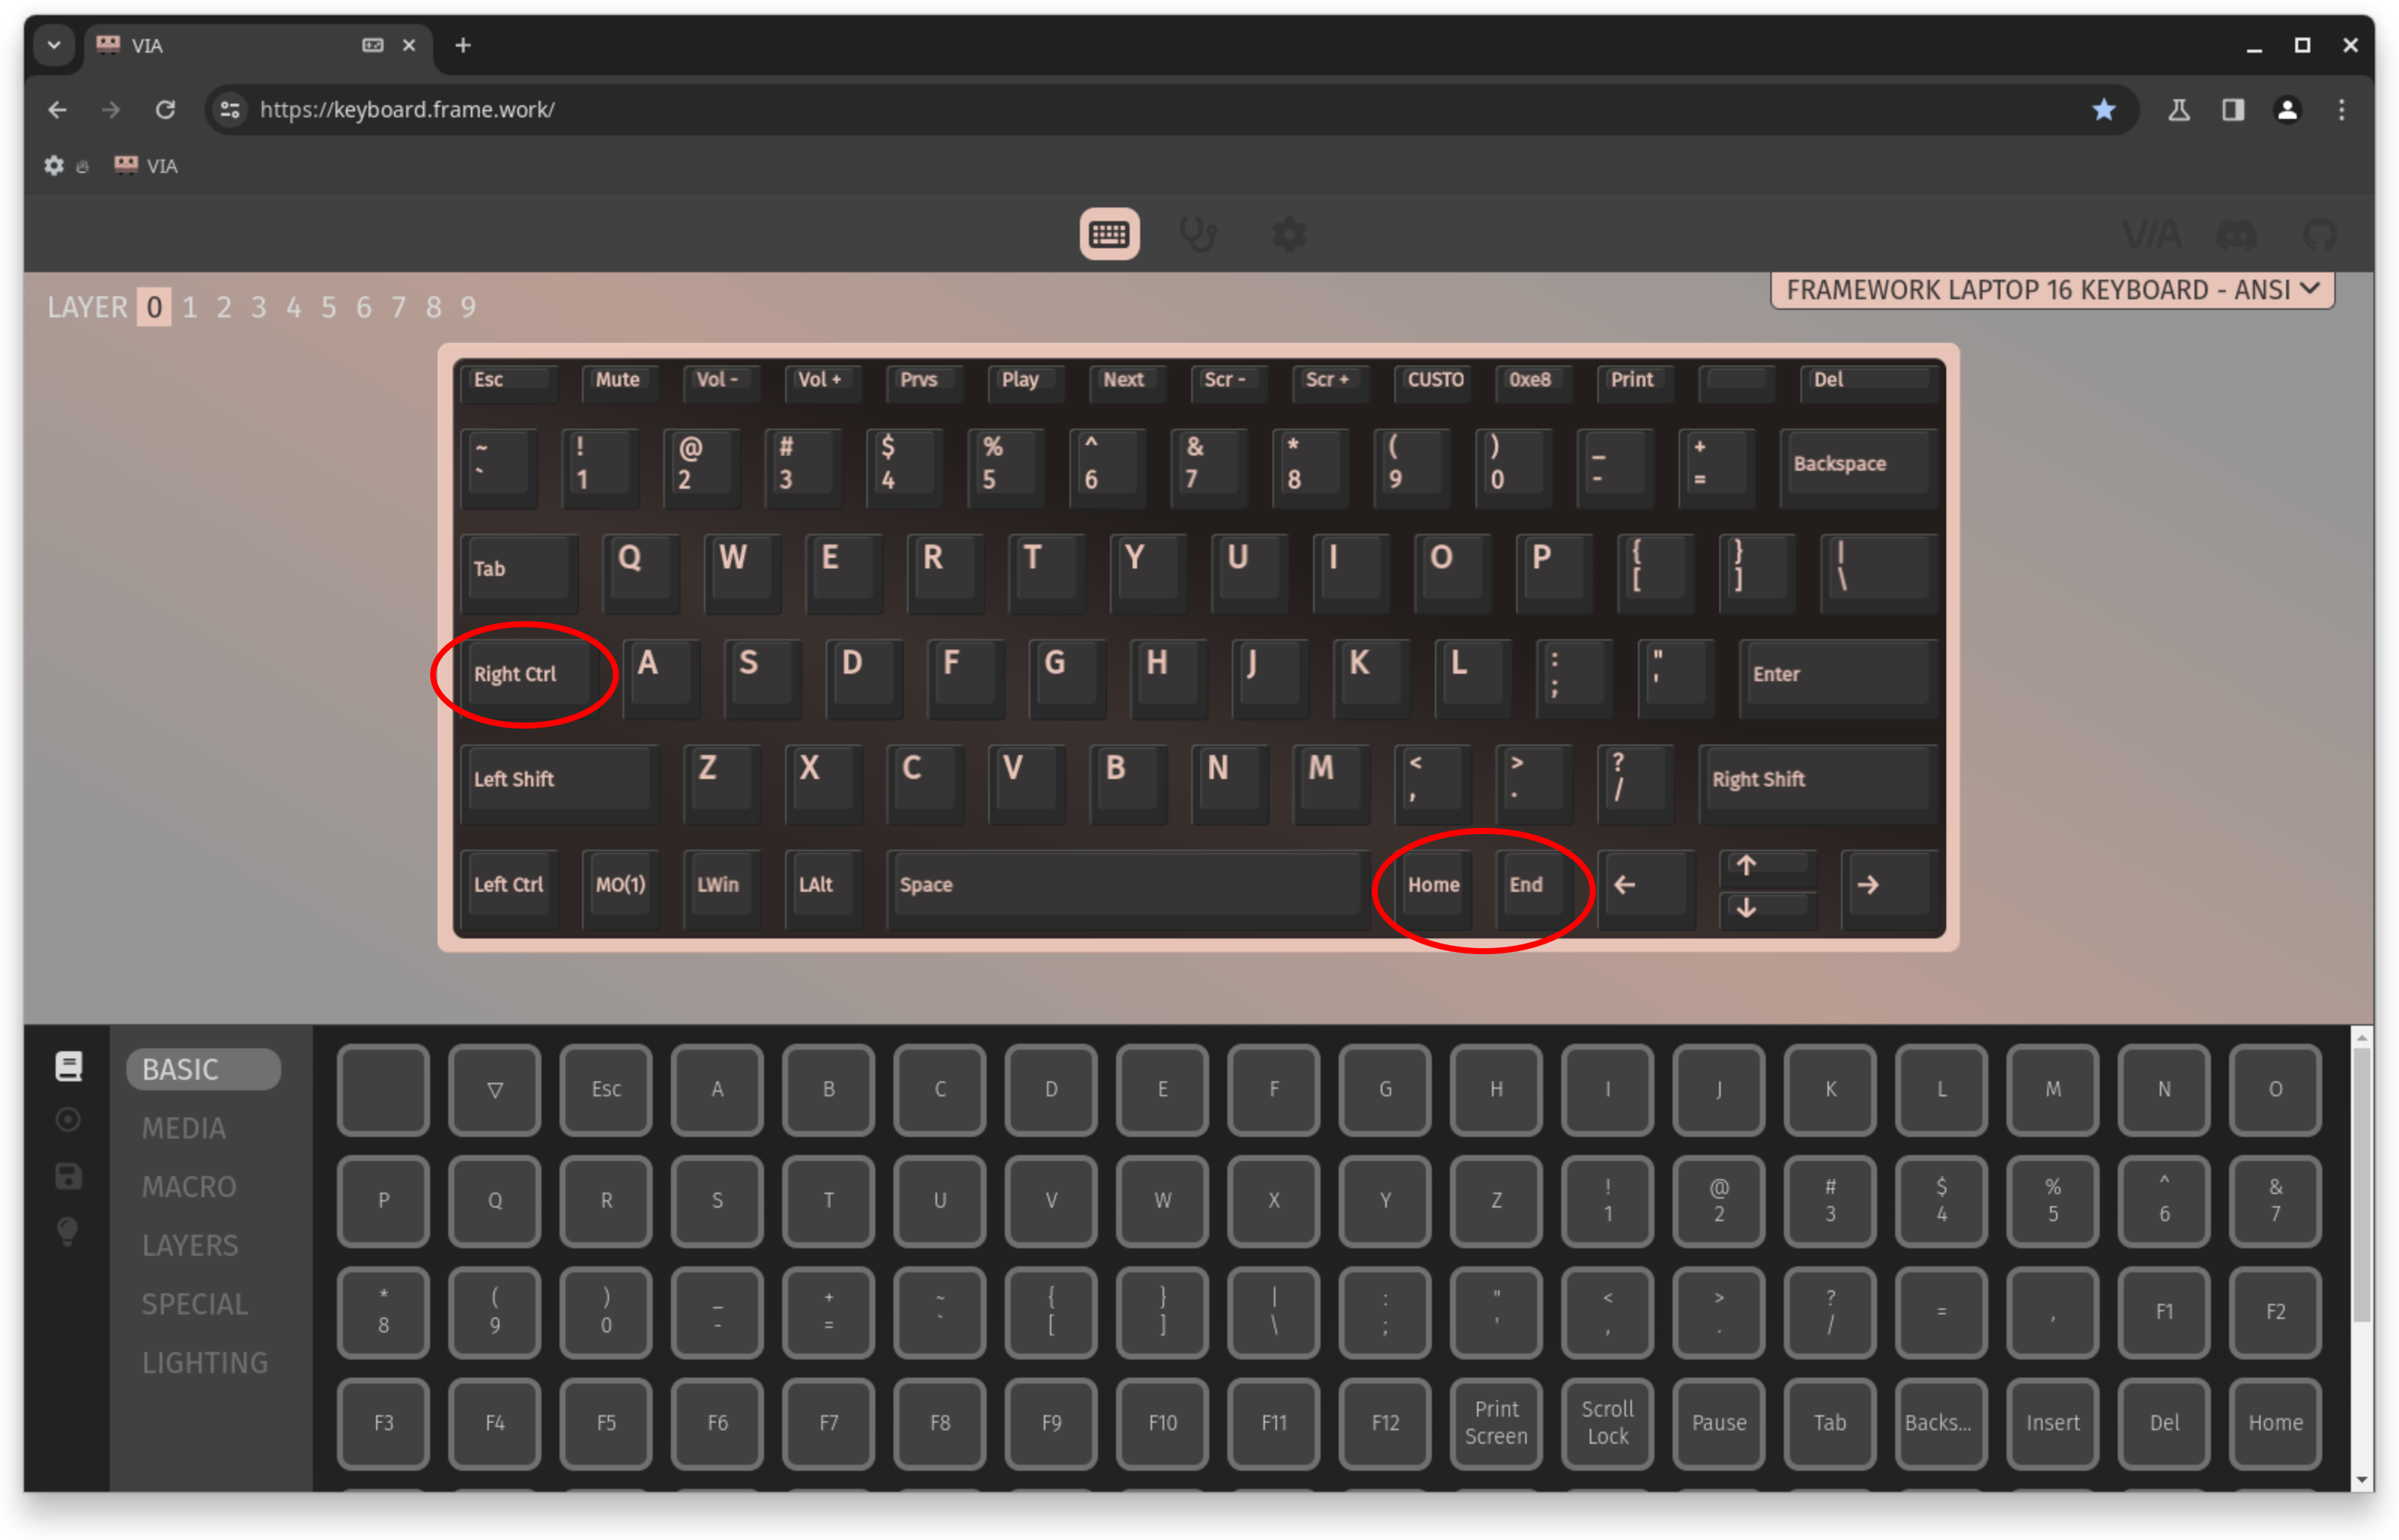 VIA
https://keyboard.frame.work/
VIA
VIA
LAYER 0 1 2 3 4 5 6 7 8 9
FRAMEWORK LAPTOP 16 KEYBOARD - ANSI
Esc Mute Vol - Vol + Prvs Play Next Scr - Scr + CUSTO 0xe8 Print Del
~ ! @ # $ % ^ & * ( ) _ +
` 1 2 3 4 5 6 7 8 9 0 - = Backspace
Tab Q W E R T Y U I O P { } |
[ ] \
Right Ctrl A S D F G H J K L : " Enter
; '
Left Shift Z X C V B N M < > ? Right Shift
, . /
Left Ctrl MO(1) LWin LAlt Space Home End ← ↑ → 
↓
BASIC
MEDIA
MACRO
LAYERS
SPECIAL
LIGHTING
▽ Esc A B C D E F G H I J K L M N O
P Q R S T U V W X Y Z ! @ # $ % ^ &
1 2 3 4 5 6 7
* ( ) _ + ~ { } | : " < > ? = , F1 F2
8 9 0 - = ` [ ] \ ; ' , . /
F3 F4 F5 F6 F7 F8 F9 F10 F11 F12 Print Scroll Pause Tab Backs... Insert Del Home
Screen Lock